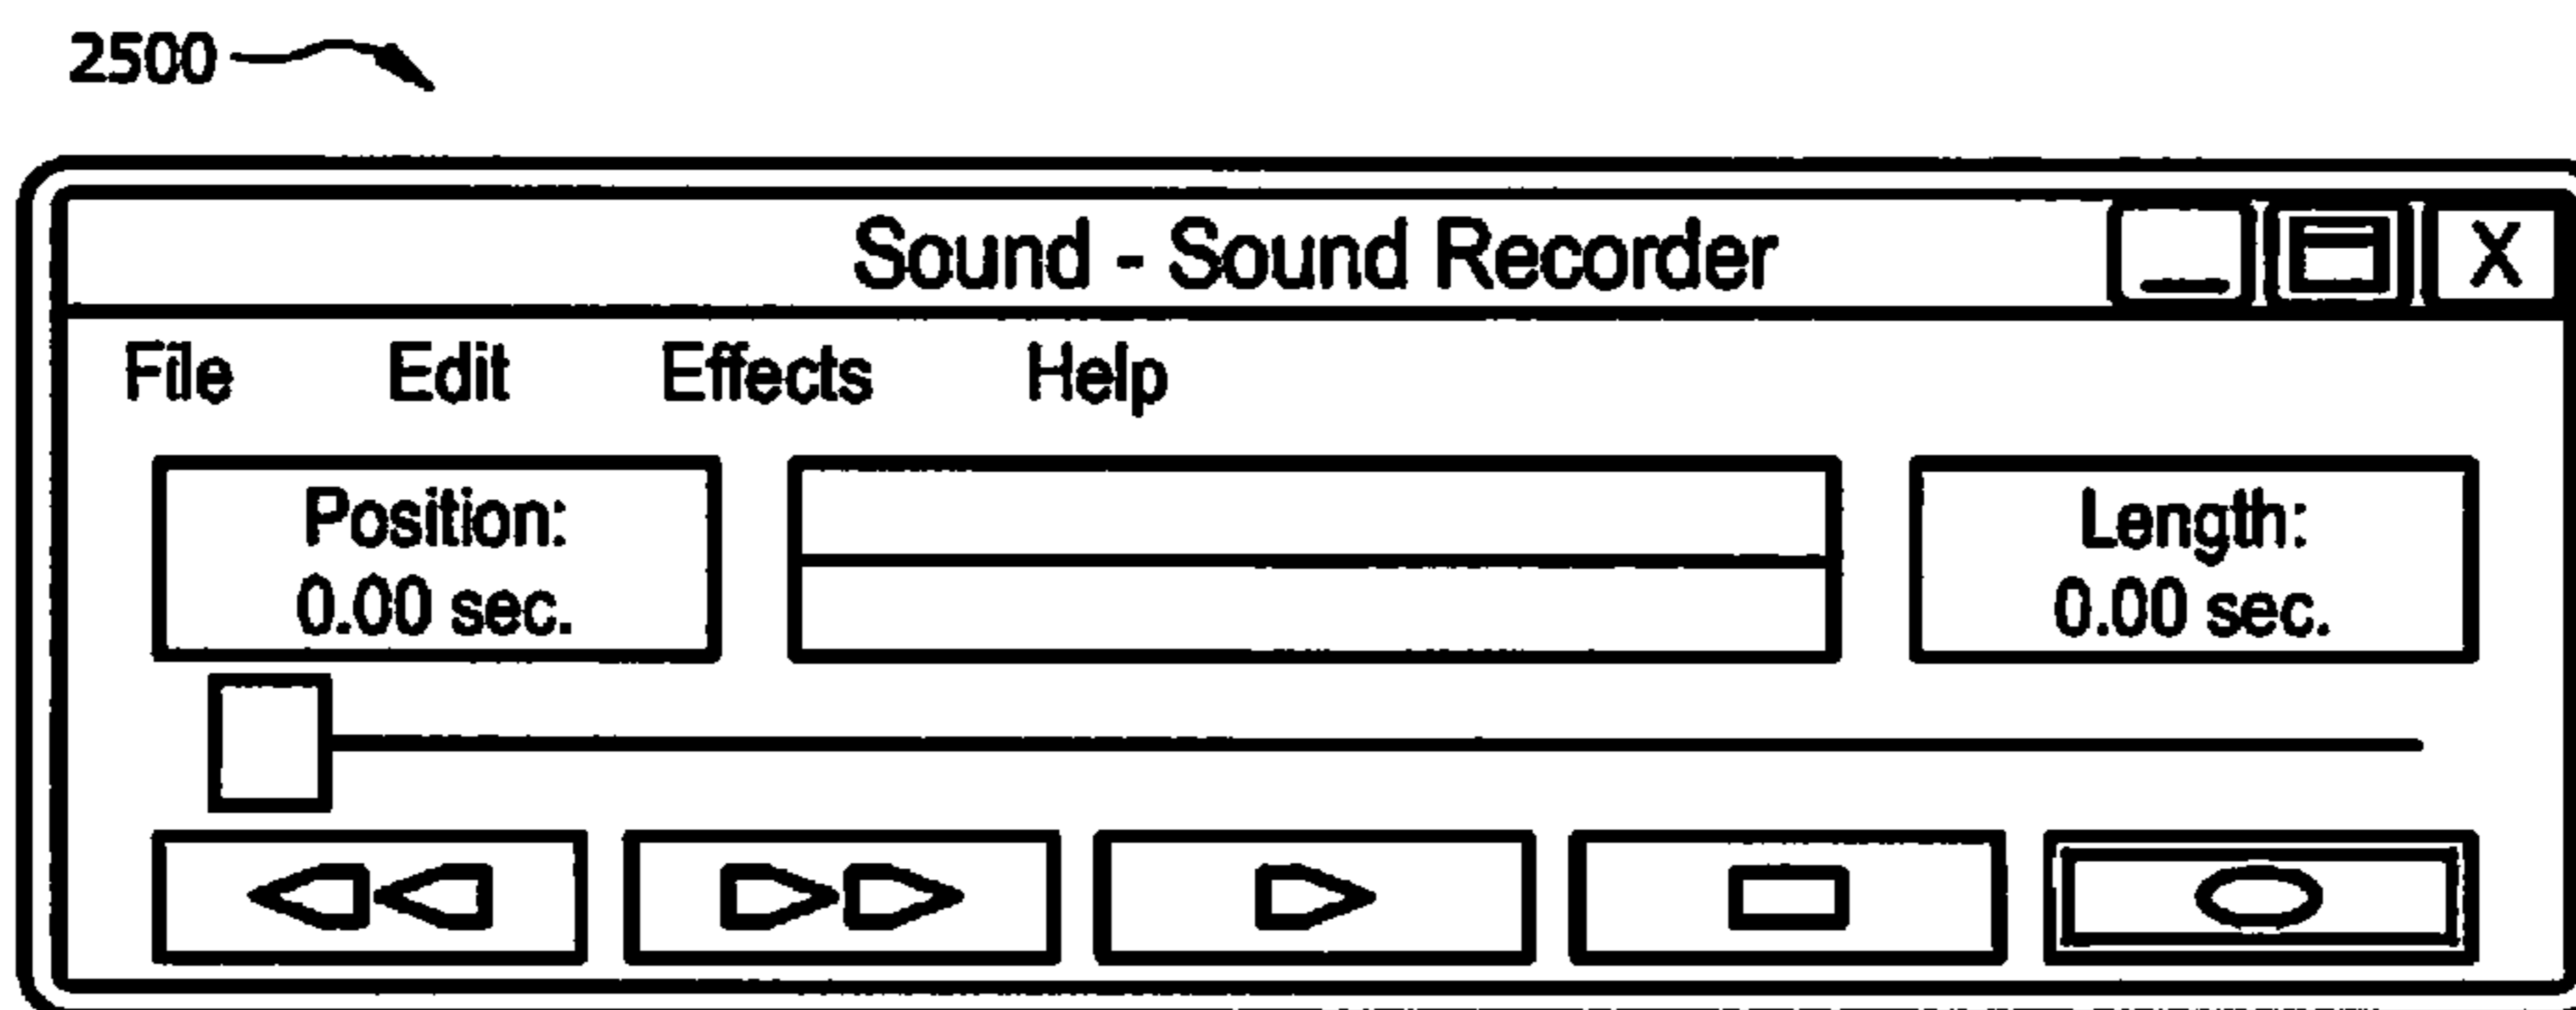 2500
Sound - Sound Recorder
X
File Edit Effects Help
Position:
0.00 sec.
Length:
0.00 sec.